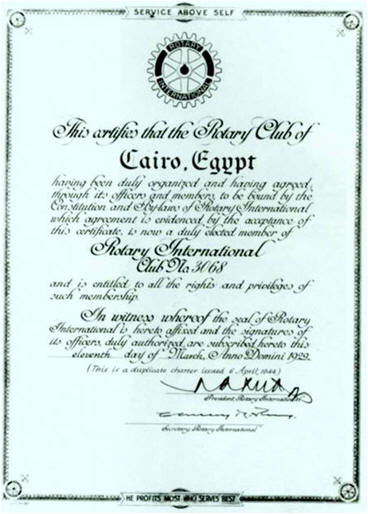 SERVICE ABOVE SELF
ROTARY
INTERNATIONAL
This certifies that the Rotary Club of
Cairo, Egypt
having been duly organized and having agreed,
through its officers and members, to be bound by the
Constitution and By-laws of Rotary International
which agreement is evidenced by the acceptance of
this certificate, is now a duly elected member of
Rotary International
Club No. 3068
and is entitled to all the rights and privileges of
such membership.
In witness whereof the seal of Rotary
International is hereto affixed and the signatures of
its officers, duly authorized, are subscribed hereto this
eleventh day of March, Anno Domini 1929.
(This is a duplicate charter issued 6 April, 1944.)
President, Rotary International
Secretary, Rotary International
HE PROFITS MOST WHO SERVES BEST